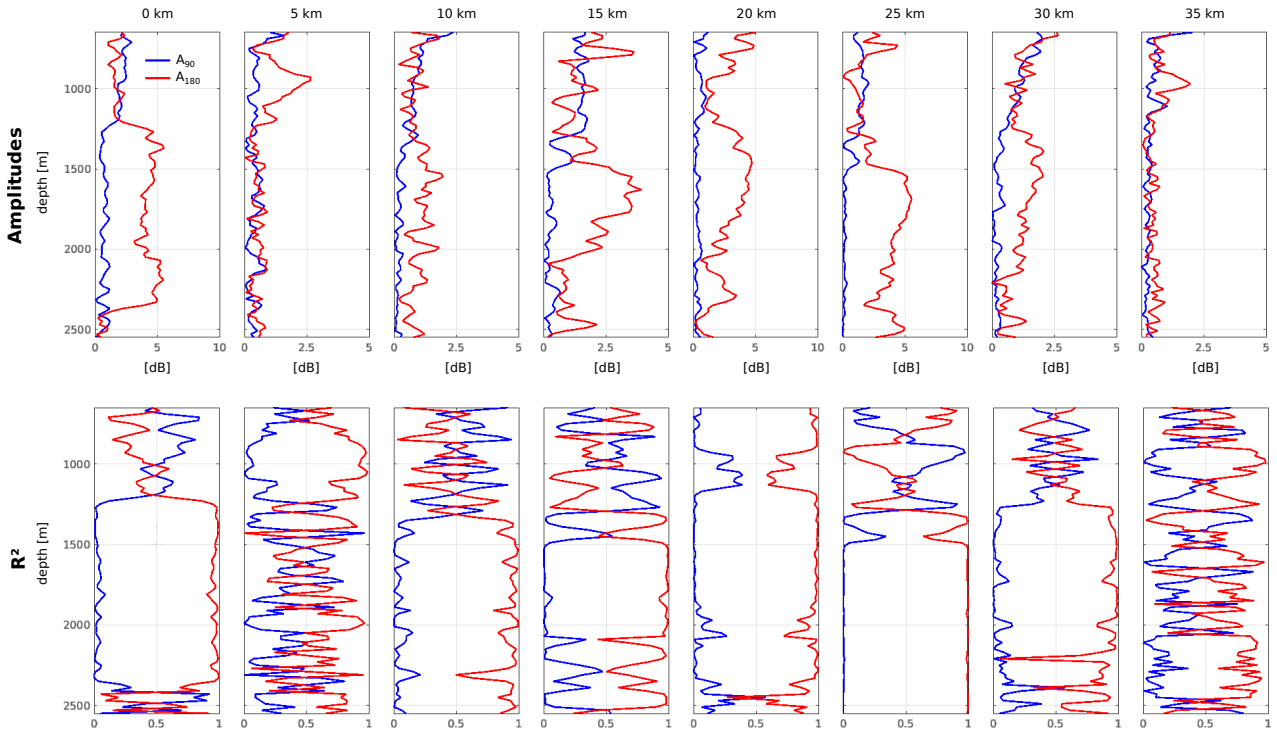 0 km 5 km 10 km 15 km 20 km 25 km 30 km 35 km
A90
A180
Amplitudes
depth [m]
1000
1500
2000
2500
0 5 10 0 2.5 5 0 2.5 5 0 2.5 5 0 5 10 0 5 10 0 2.5 5 0 2.5 5
[dB] [dB] [dB] [dB] [dB] [dB] [dB] [dB]
R²
depth [m]
1000
1500
2000
2500
0 0.5 1 0 0.5 1 0 0.5 1 0 0.5 1 0 0.5 1 0 0.5 1 0 0.5 1 0 0.5 1